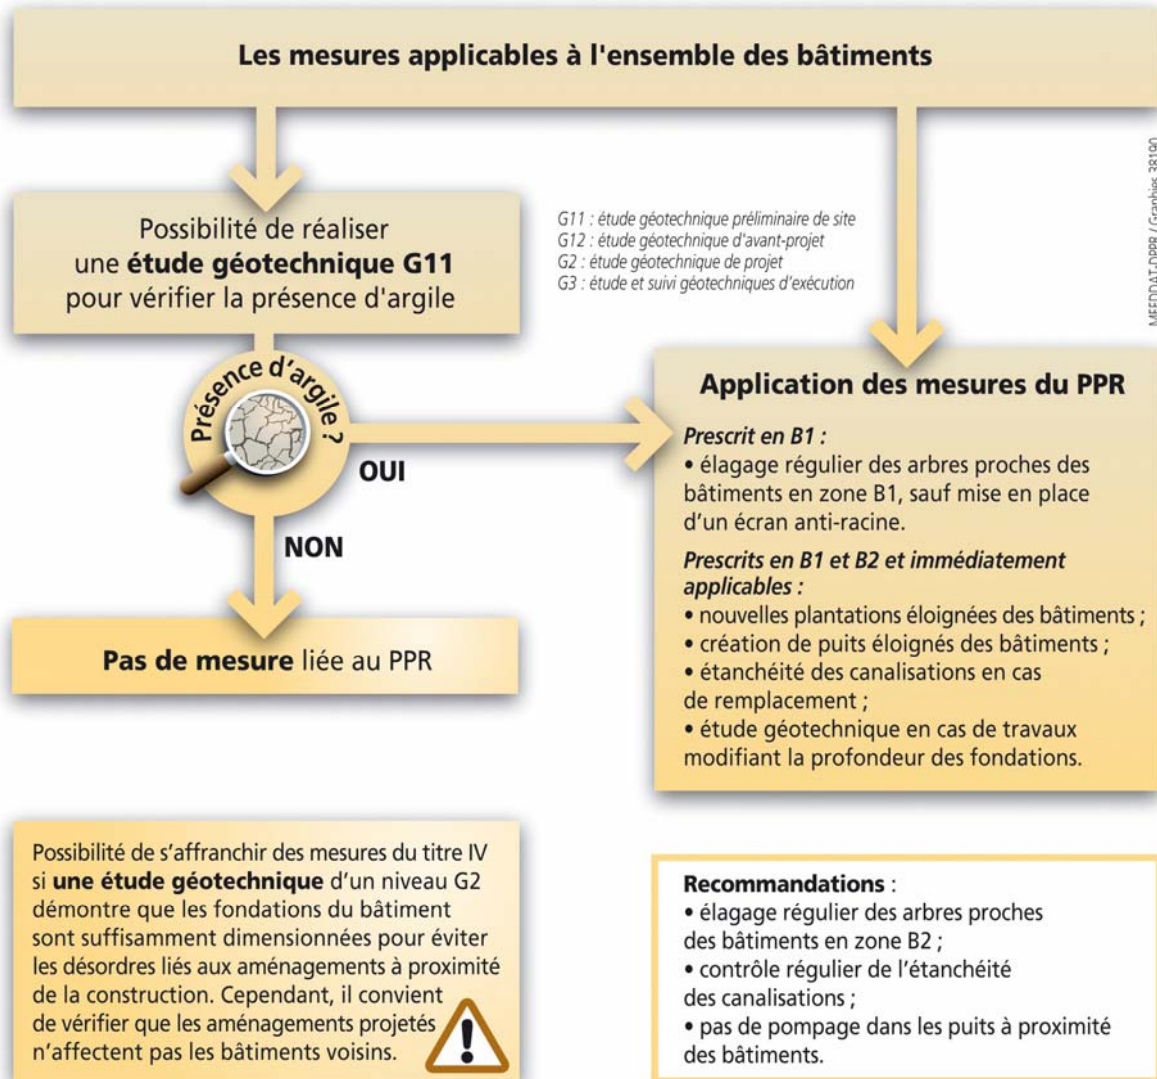 Les mesures applicables à l'ensemble des bâtiments
Possibilité de réaliser
une étude géotechnique G11
pour vérifier la présence d'argile
G11 : étude géotechnique préliminaire de site
G12 : étude géotechnique d'avant-projet
G2 : étude géotechnique de projet
G3 : étude et suivi géotechniques d'exécution
MEEDDAT-DPPR / Graphies 38190
Présence d'argile ?
OUI
NON
Pas de mesure liée au PPR
Application des mesures du PPR
Prescrit en B1 :
• élagage régulier des arbres proches des
bâtiments en zone B1, sauf mise en place
d'un écran anti-racine.
Prescrits en B1 et B2 et immédiatement
applicables :
• nouvelles plantations éloignées des bâtiments ;
• création de puits éloignés des bâtiments ;
• étanchéité des canalisations en cas
de remplacement ;
• étude géotechnique en cas de travaux
modifiant la profondeur des fondations.
Possibilité de s'affranchir des mesures du titre IV
si une étude géotechnique d'un niveau G2
démontre que les fondations du bâtiment
sont suffisamment dimensionnées pour éviter
les désordres liés aux aménagements à proximité
de la construction. Cependant, il convient
de vérifier que les aménagements projetés
n'affectent pas les bâtiments voisins.
!
Recommandations :
• élagage régulier des arbres proches
des bâtiments en zone B2 ;
• contrôle régulier de l'étanchéité
des canalisations ;
• pas de pompage dans les puits à proximité
des bâtiments.